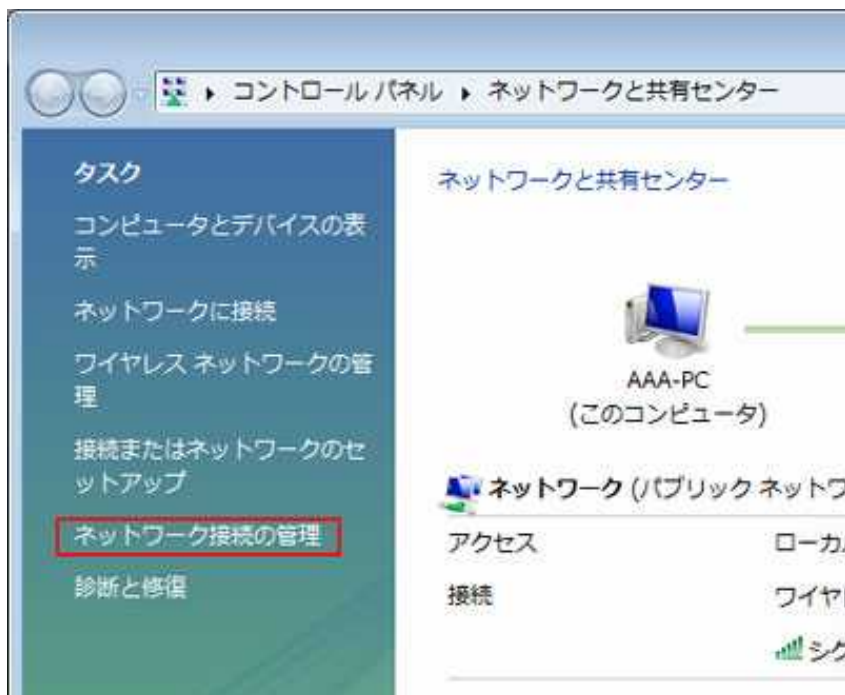 コントロール パネル ▸ ネットワークと共有センター
タスク
コンピュータとデバイスの表
示
ネットワークに接続
ワイヤレス ネットワークの管
理
接続またはネットワークのセ
ットアップ
ネットワーク接続の管理
診断と修復
ネットワークと共有センター
AAA-PC
(このコンピュータ)
ネットワーク (パブリック ネットワ
アクセス
ローカ
接続
ワイヤ
シグ